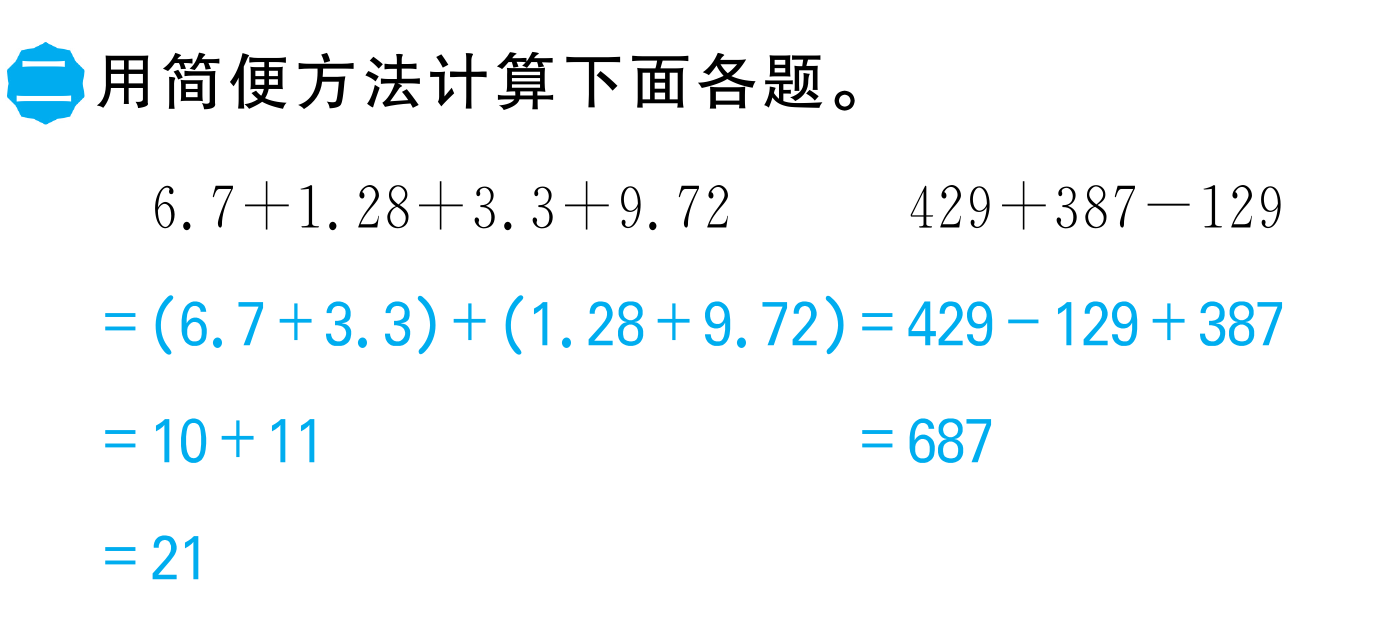 二 用简便方法计算下面各题。
6.7+1.28+3.3+9.72 429+387-129
=(6.7+3.3)+(1.28+9.72) =429-129+387
=10+11 =687
=21